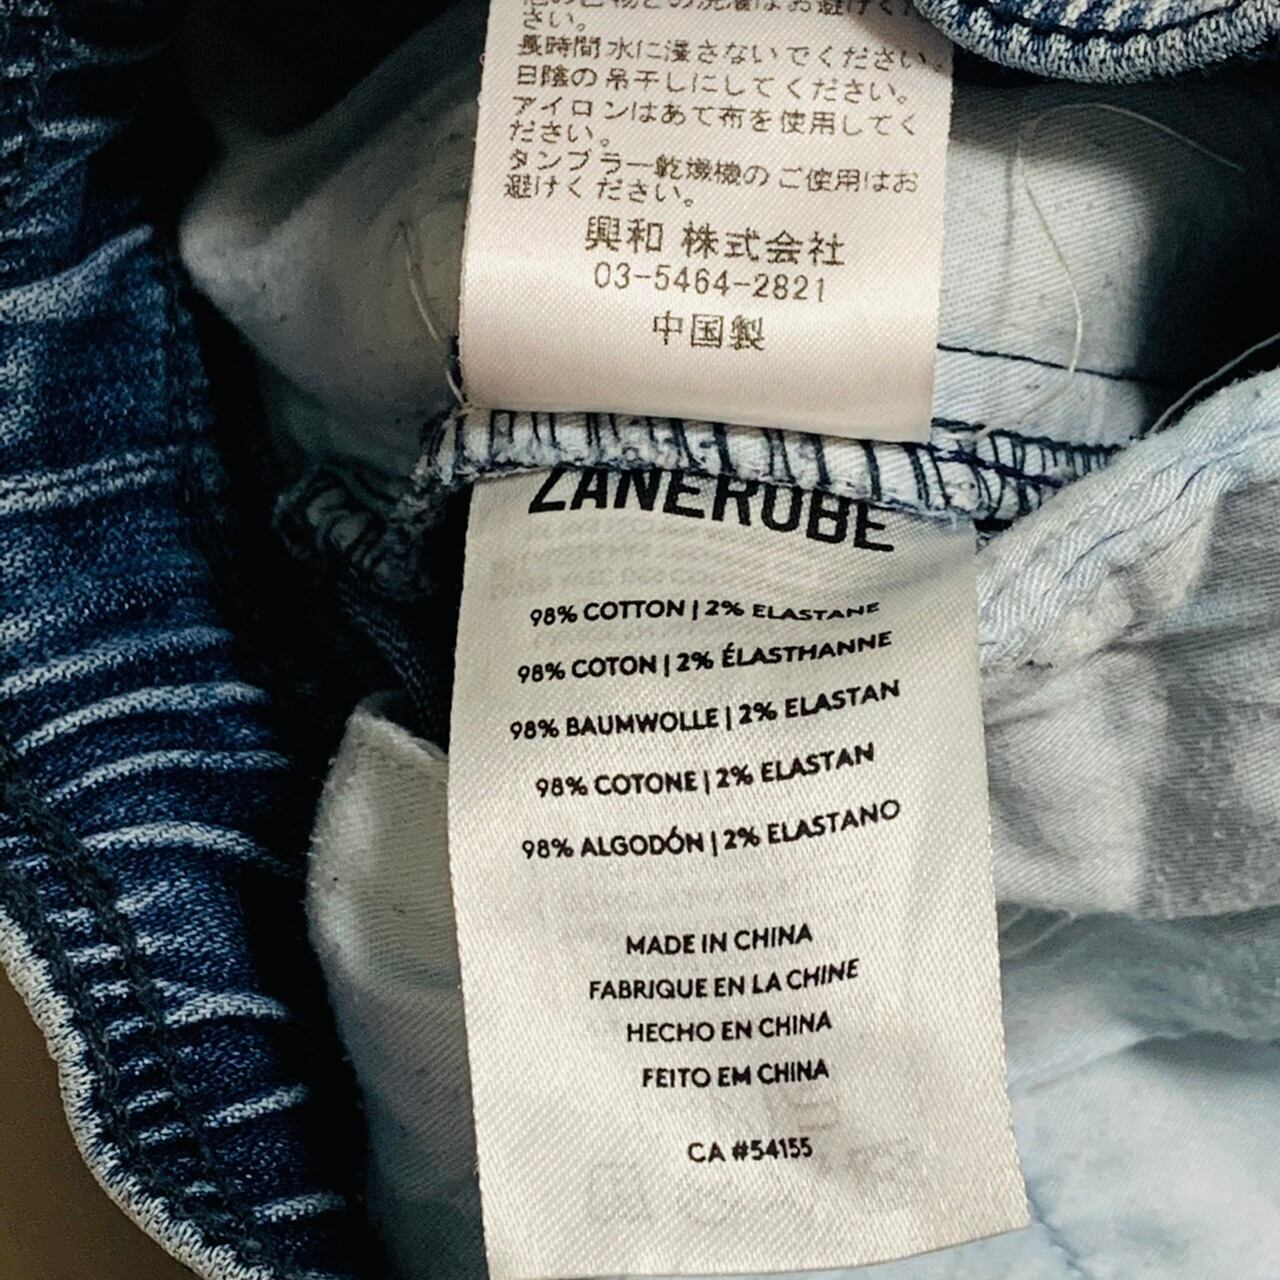 さい。
長時間水に浸さないでください。
日陰の吊干しにしてください。
アイロンはあて布を使用してく
ださい。
タンブラー乾燥機のご使用はお
避けください。
興和 株式会社
03-5464-2821
中国製
ZANEROBE
98% COTTON | 2% ELASTANE
98% COTON | 2% ÉLASTHANNE
98% BAUMWOLLE | 2% ELASTAN
98% COTONE | 2% ELASTAN
98% ALGODÓN | 2% ELASTANO
MADE IN CHINA
FABRIQUE EN LA CHINE
HECHO EN CHINA
FEITO EM CHINA
CA #54155